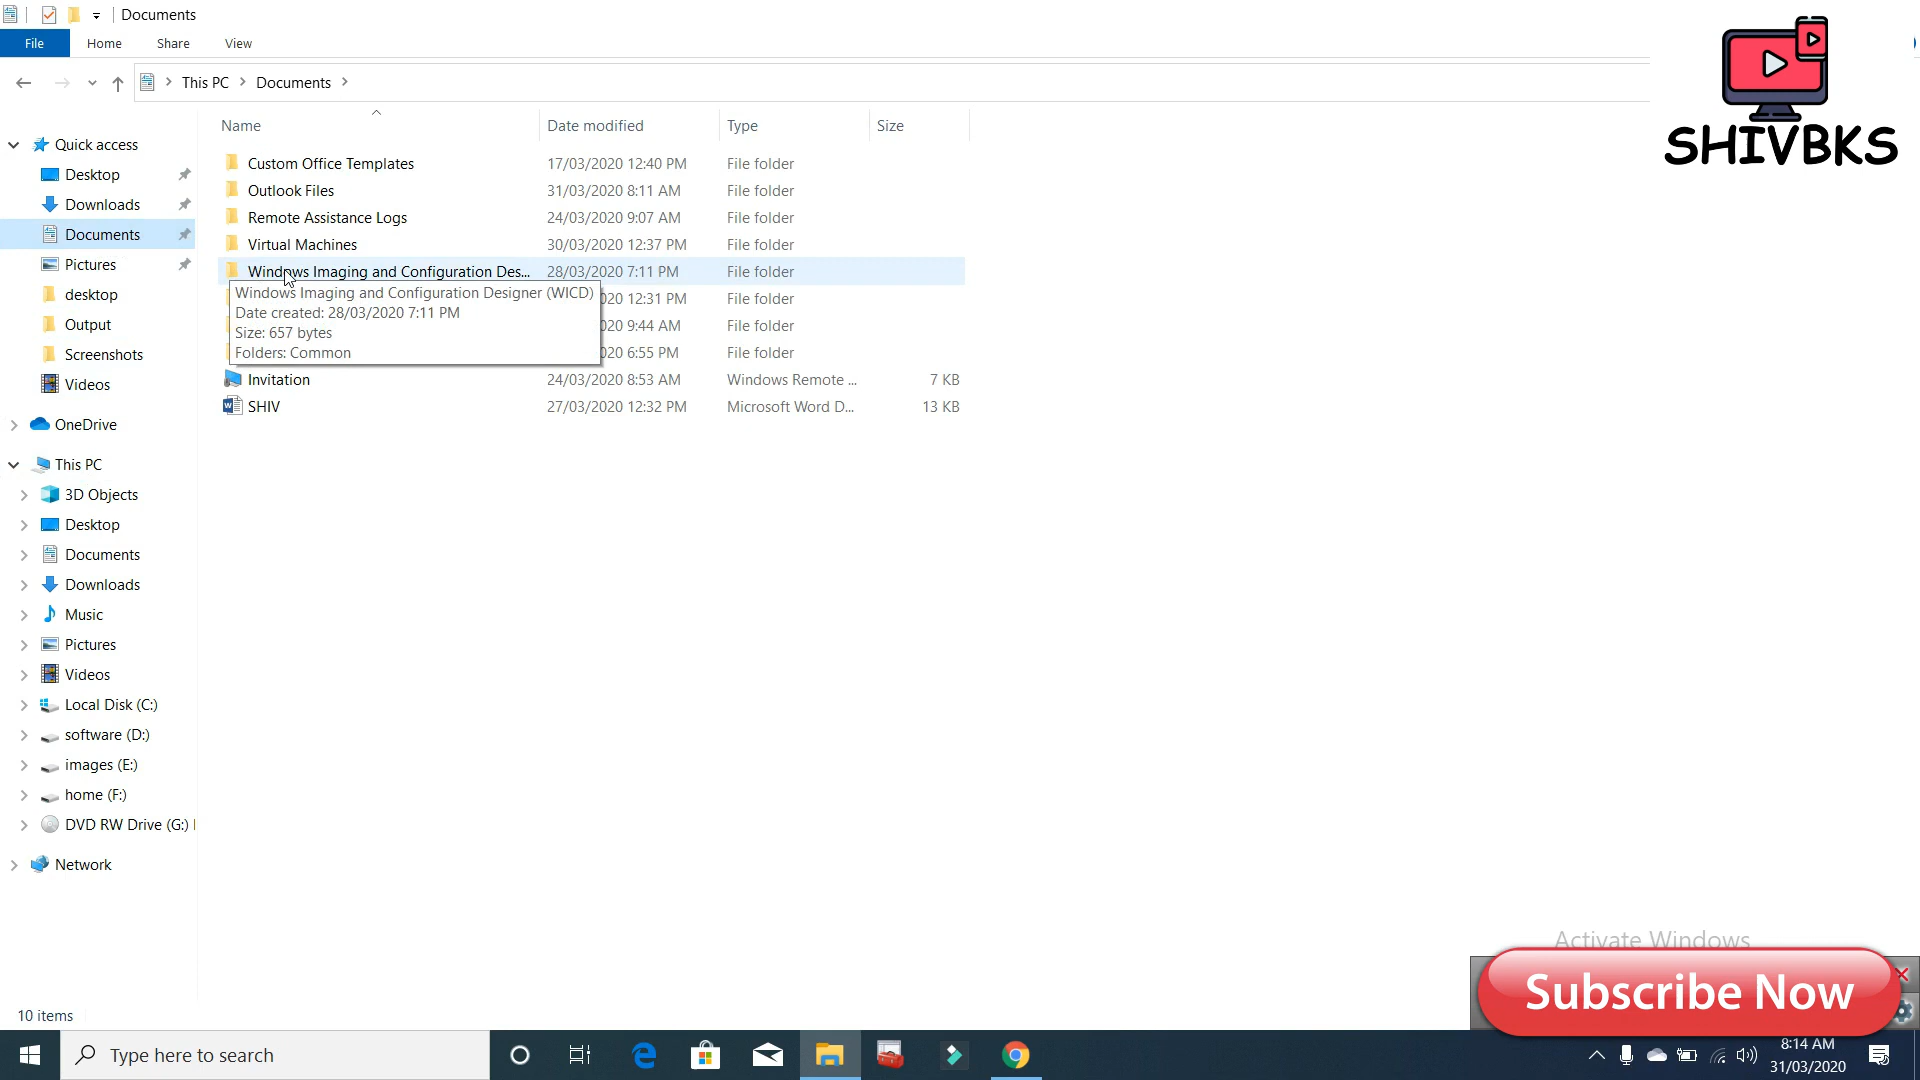 Documents
File Home Share View
This PC Documents
SHIVBKS
Name Date modified Type Size
Quick access
Desktop
Downloads
Documents
Pictures
desktop
Output
Screenshots
Videos
OneDrive
This PC
3D Objects
Desktop
Documents
Downloads
Music
Pictures
Videos
Local Disk (C:)
software (D:)
images (E:)
home (F:)
DVD RW Drive (G:)
Network
Custom Office Templates 17/03/2020 12:40 PM File folder
Outlook Files 31/03/2020 8:11 AM File folder
Remote Assistance Logs 24/03/2020 9:07 AM File folder
Virtual Machines 30/03/2020 12:37 PM File folder
Windows Imaging and Configuration Des... 28/03/2020 7:11 PM File folder
Windows Imaging and Configuration Designer (WICD)
Date created: 28/03/2020 7:11 PM
Size: 657 bytes
Folders: Common
20 12:31 PM File folder
20 9:44 AM File folder
20 6:55 PM File folder
Invitation 24/03/2020 8:53 AM Windows Remote ... 7 KB
SHIV 27/03/2020 12:32 PM Microsoft Word D... 13 KB
10 items
Activate Windows
Subscribe Now
Type here to search
8:14 AM
31/03/2020